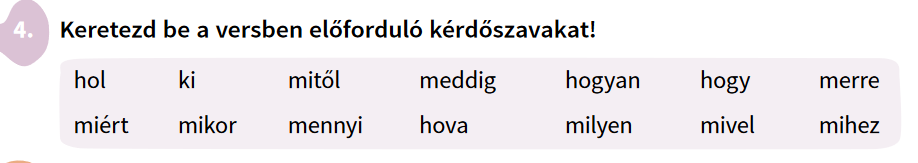 4. Keretezd be a versben előforduló kérdőszavakat!
hol ki mitől meddig hogyan hogy merre
miért mikor mennyi hova milyen mivel mihez